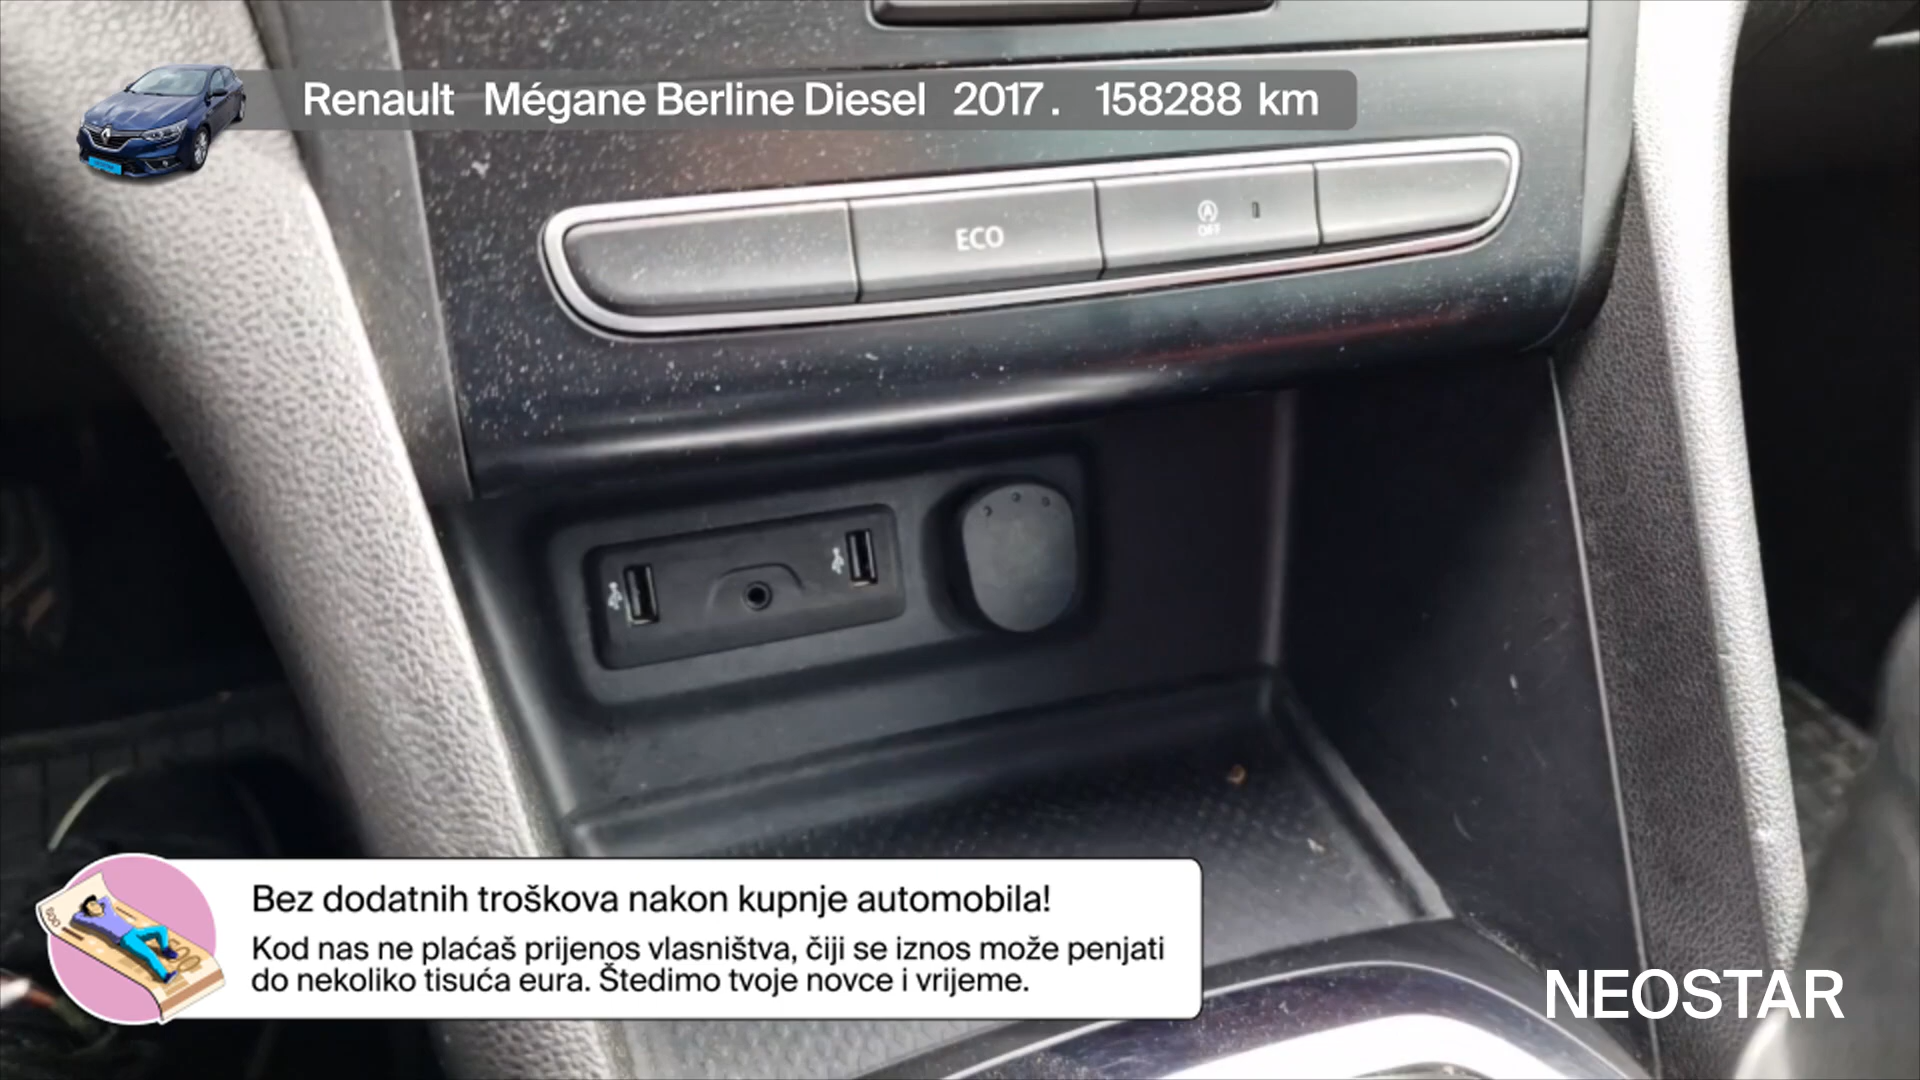 Renault Mégane Berline Diesel 2017. 158288 km
ECO
A
OFF
Bez dodatnih troškova nakon kupnje automobila!
Kod nas ne plaćaš prijenos vlasništva, čiji se iznos može penjati
do nekoliko tisuća eura. Štedimo tvoje novce i vrijeme.
NEOSTAR